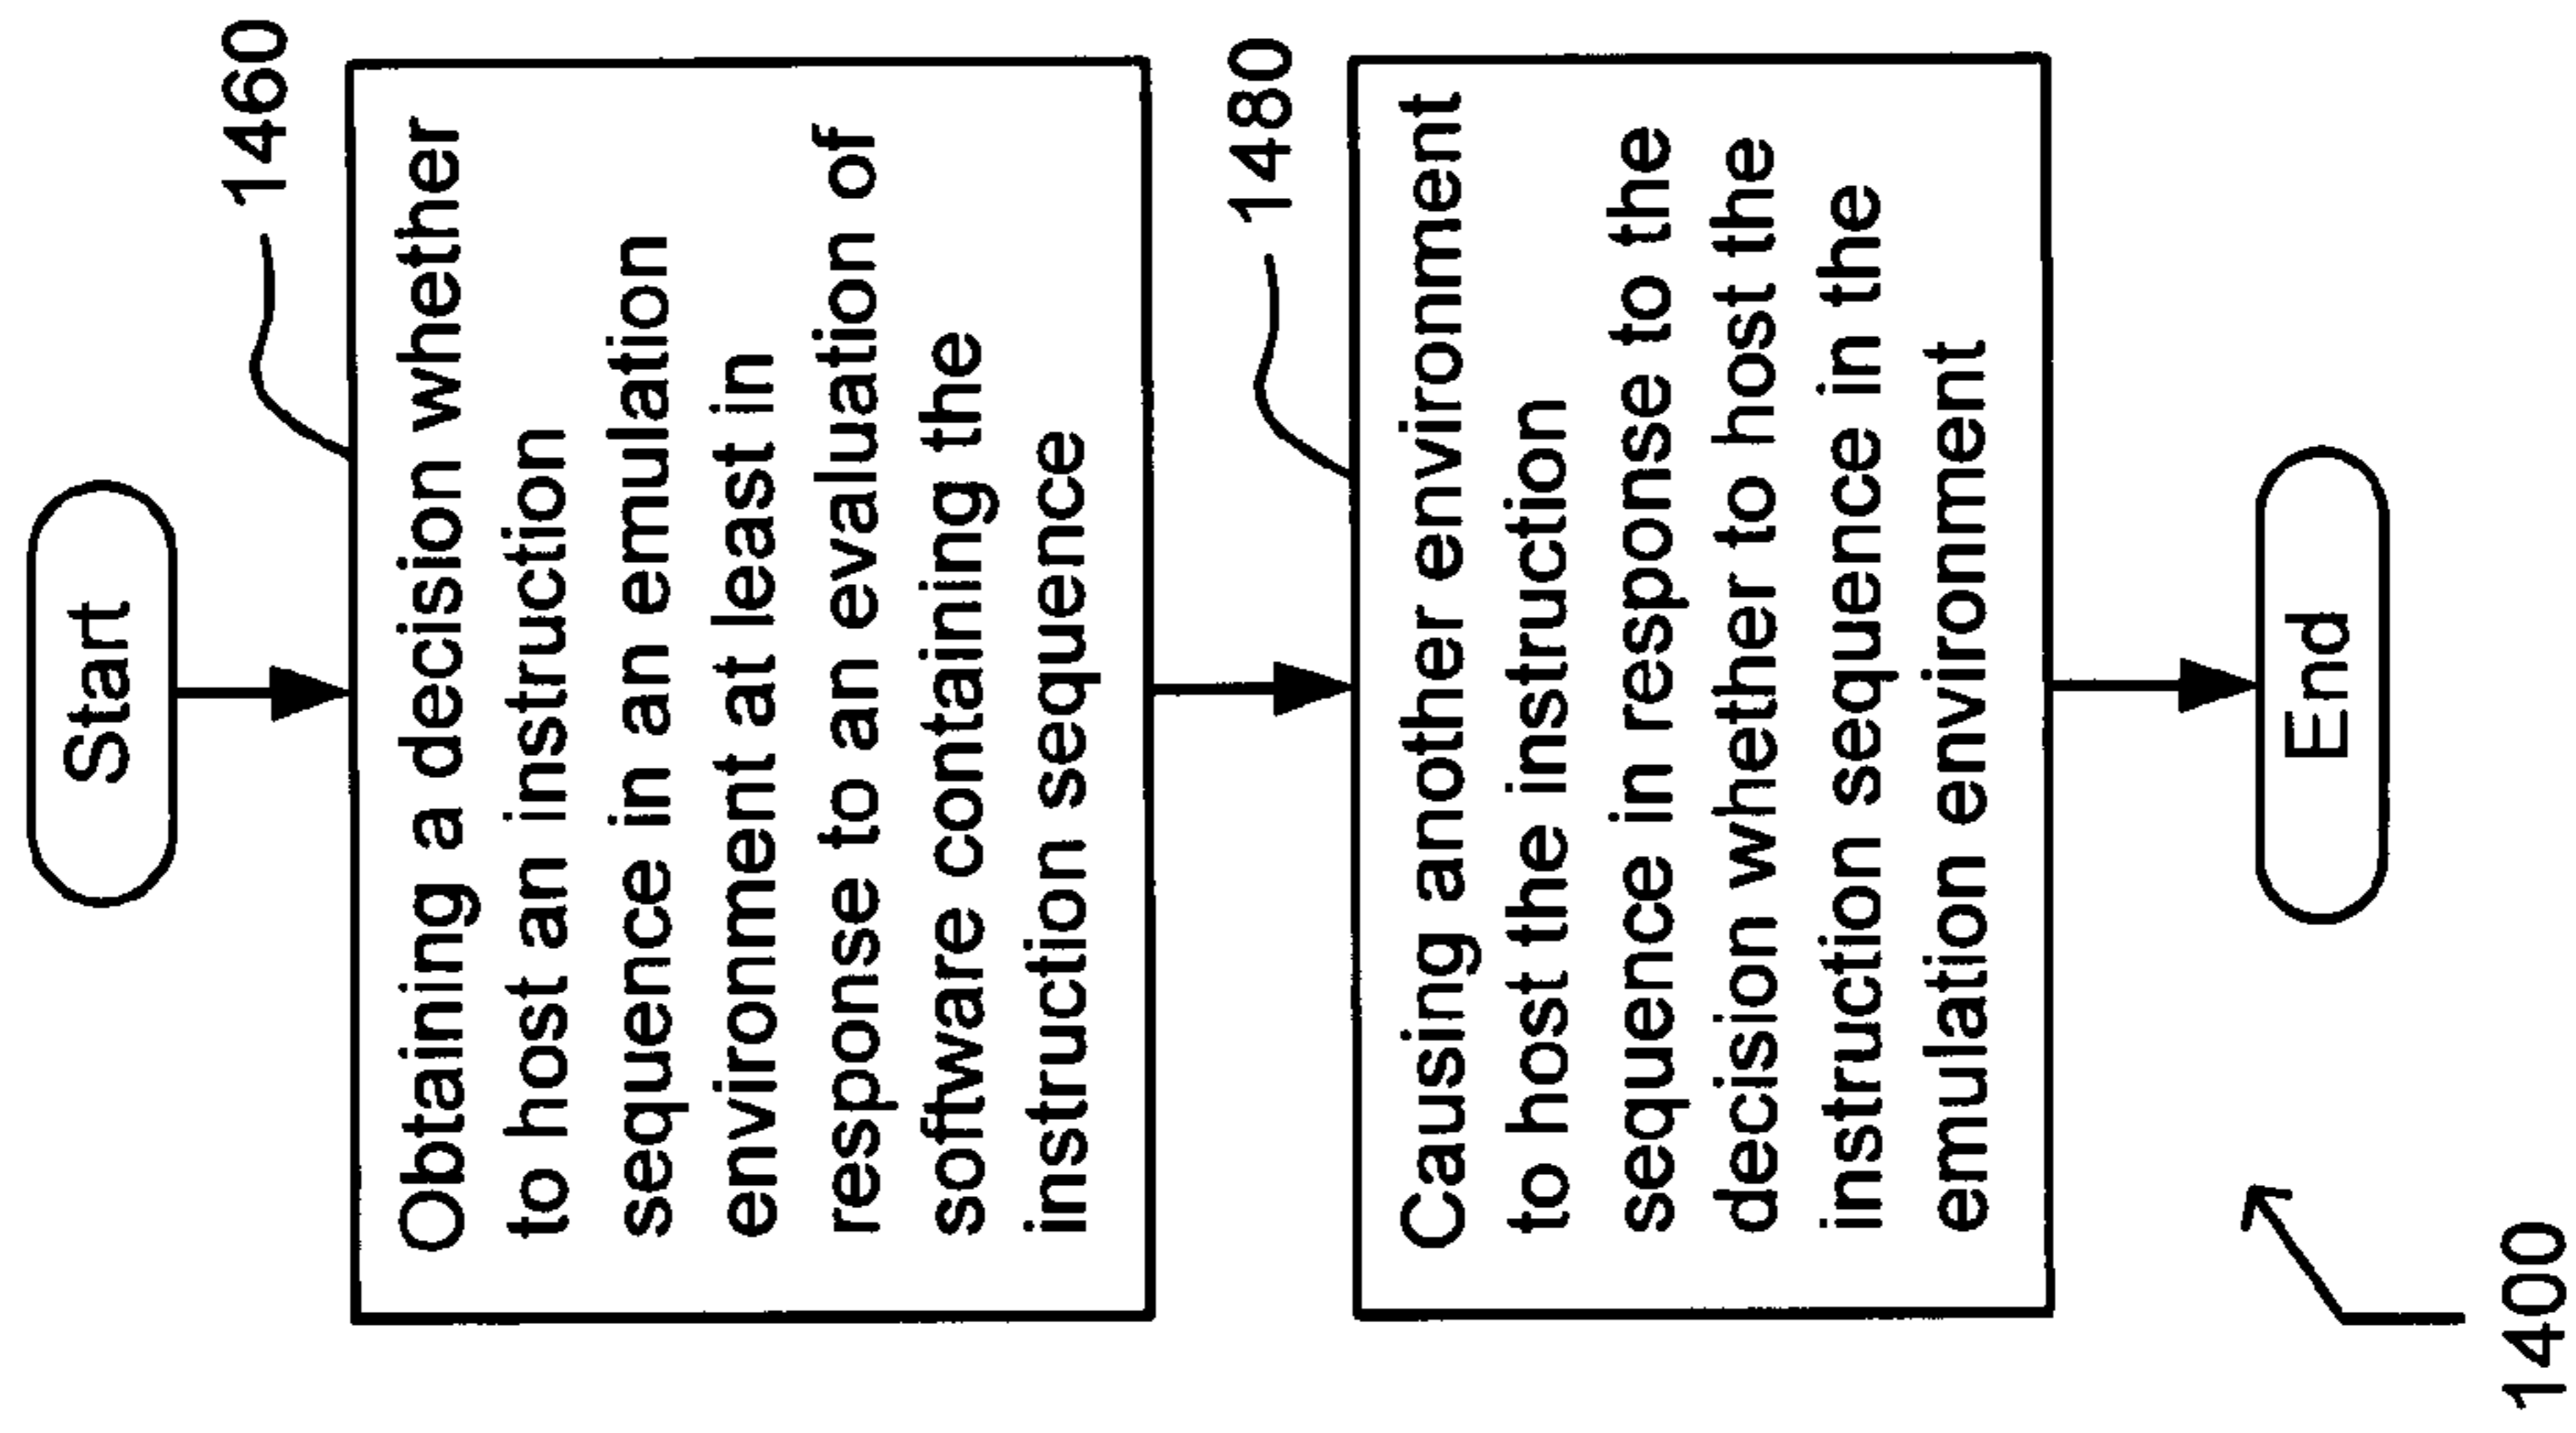 Start
1460
Obtaining a decision whether
to host an instruction
sequence in an emulation
environment at least in
response to an evaluation of
software containing the
instruction sequence
1480
Causing another environment
to host the instruction
sequence in response to the
decision whether to host the
instruction sequence in the
emulation environment
End
1400